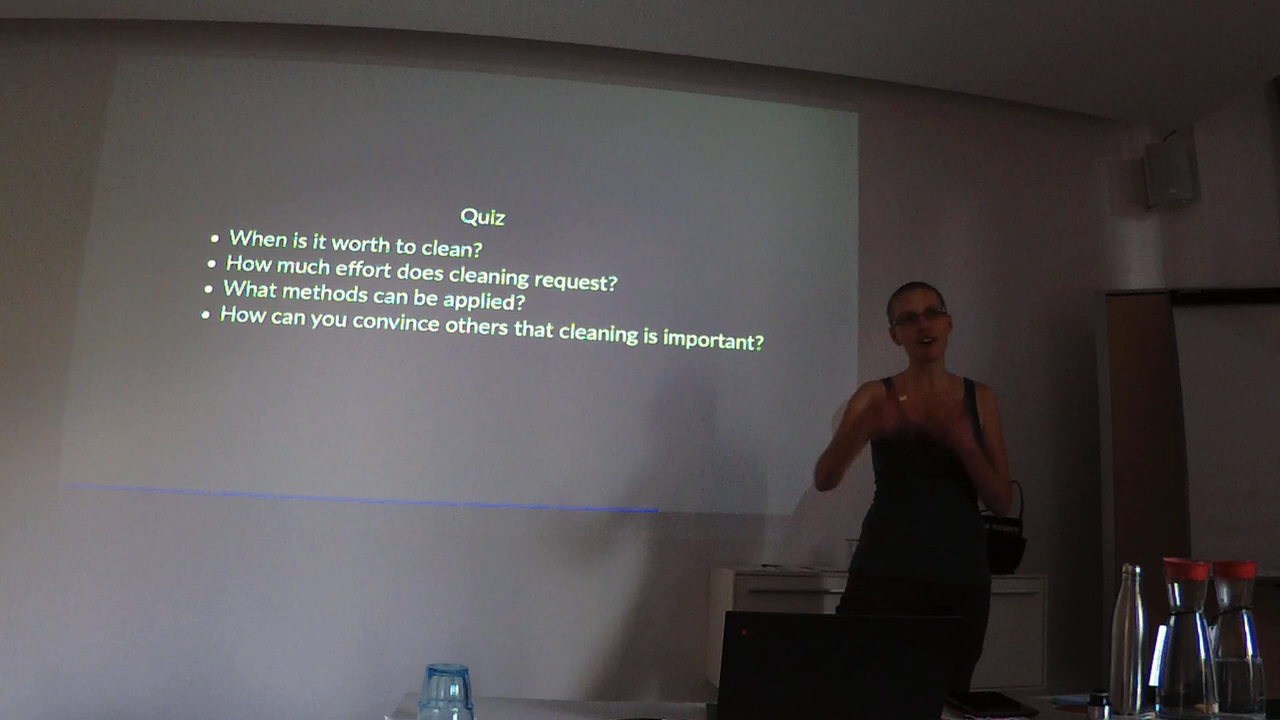 Quiz
• When is it worth to clean?
• How much effort does cleaning request?
• What methods can be applied?
• How can you convince others that cleaning is important?